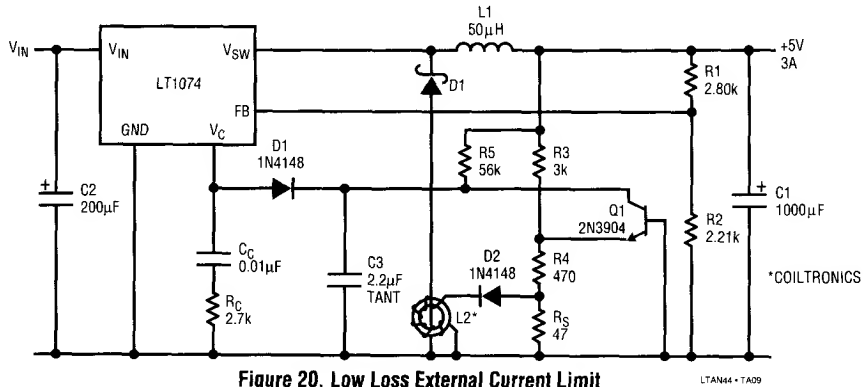 L1
50µH
V_IN
V_IN
V_SW
+5V
3A
LT1074
D1
R1
2.80k
FB
GND
V_C
D1
1N4148
R5
56k
R3
3k
C2
200µF
+
Q1
2N3904
+
C1
1000µF
R2
2.21k
C_C
0.01µF
C3
2.2µF
TANT
D2
1N4148
R4
470
*COILTRONICS
R_C
2.7k
L2*
R_S
47
Figure 20. Low Loss External Current Limit
LTAN44 • TA09